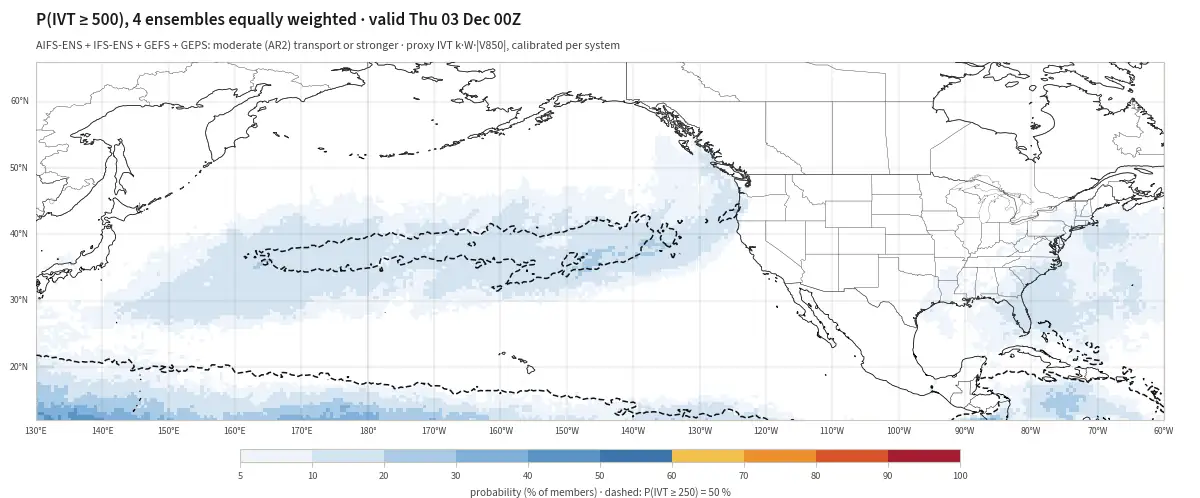 P(IVT ≥ 500), 4 ensembles equally weighted · valid Thu 03 Dec 00Z
AIFS-ENS + IFS-ENS + GEFS + GEPS: moderate (AR2) transport or stronger · proxy IVT k·W·|V850|, calibrated per system
60°N
50°N
40°N
30°N
20°N
130°E 140°E 150°E 160°E 170°E 180° 170°W 160°W 150°W 140°W 130°W 120°W 110°W 100°W 90°W 80°W 70°W 60°W
5 10 20 30 40 50 60 70 80 90 100
probability (% of members) · dashed: P(IVT ≥ 250) = 50 %